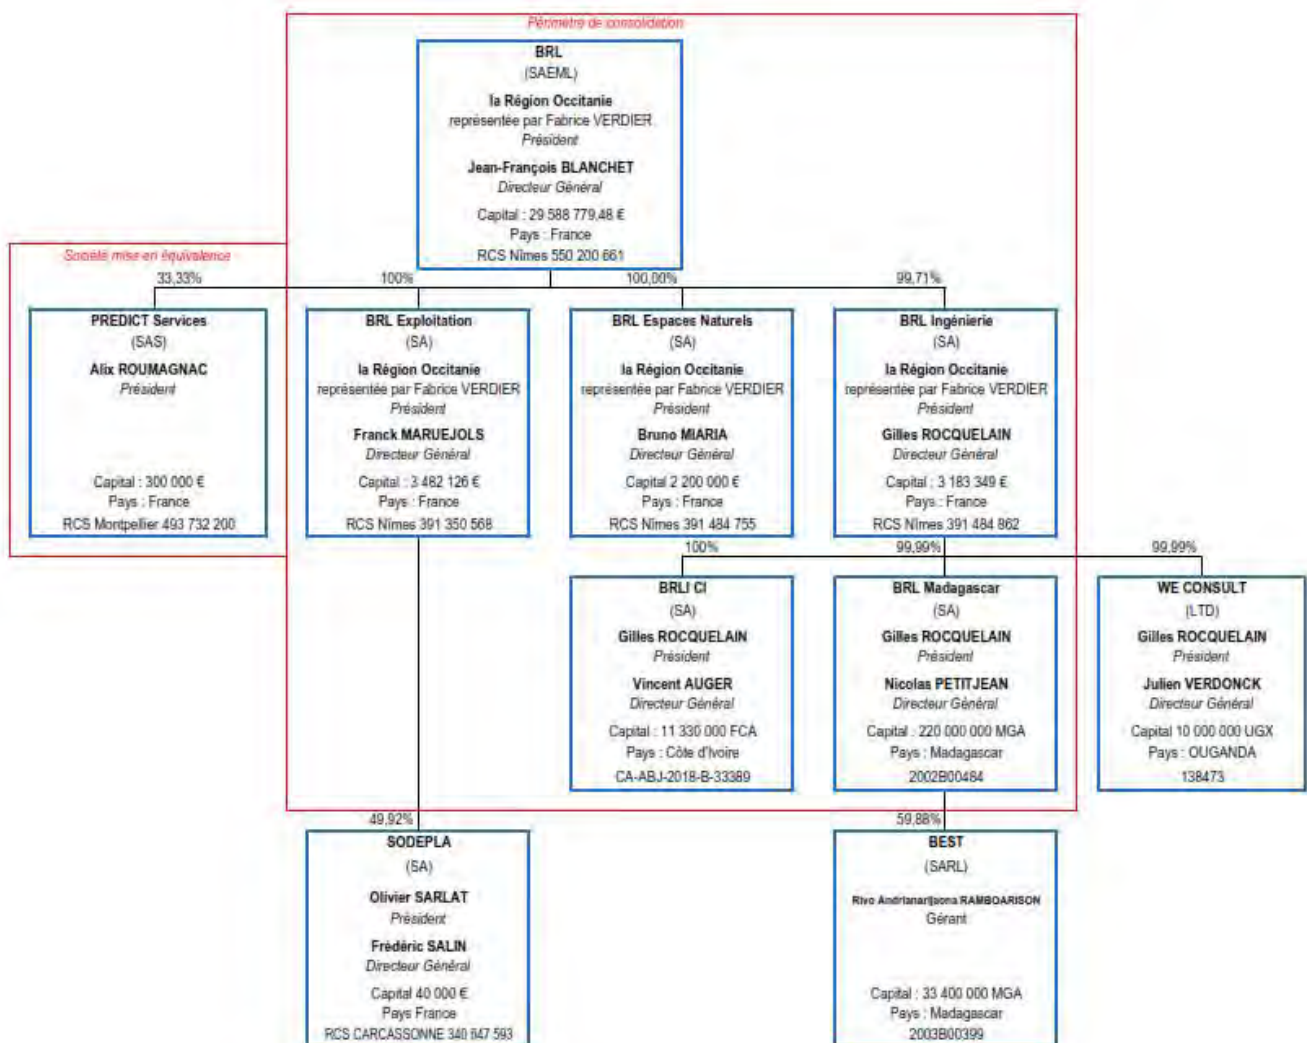 Périmètre de consolidation
BRL
(SAEML)
la Région Occitanie
représentée par Fabrice VERDIER
Président
Jean-François BLANCHET
Directeur Général
Capital : 29 588 779,48 €
Pays : France
RCS Nîmes 550 200 661
Société mise en équivalence
33,33%
100%
100,00%
99,71%
PREDICT Services
(SAS)
Alix ROUMAGNAC
Président
Capital : 300 000 €
Pays : France
RCS Montpellier 493 732 200
BRL Exploitation
(SA)
la Région Occitanie
représentée par Fabrice VERDIER
Président
Franck MARUEJOLS
Directeur Général
Capital : 3 482 126 €
Pays : France
RCS Nîmes 391 350 568
BRL Espaces Naturels
(SA)
la Région Occitanie
représentée par Fabrice VERDIER
Président
Bruno MIARIA
Directeur Général
Capital 2 200 000 €
Pays : France
RCS Nîmes 391 484 755
BRL Ingénierie
(SA)
la Région Occitanie
représentée par Fabrice VERDIER
Président
Gilles ROCQUELAIN
Directeur Général
Capital : 3 183 349 €
Pays : France
RCS Nîmes 391 484 862
100%
99,99%
99,99%
BRLI CI
(SA)
Gilles ROCQUELAIN
Président
Vincent AUGER
Directeur Général
Capital : 11 330 000 FCA
Pays : Côte d'Ivoire
CA-ABJ-2018-B-33389
BRL Madagascar
(SA)
Gilles ROCQUELAIN
Président
Nicolas PETITJEAN
Directeur Général
Capital : 220 000 000 MGA
Pays : Madagascar
2002B00484
WE CONSULT
(LTD)
Gilles ROCQUELAIN
Président
Julien VERDONCK
Directeur Général
Capital 10 000 000 UGX
Pays : OUGANDA
138473
49,92%
59,88%
SODEPLA
(SA)
Olivier SARLAT
Président
Frédéric SALIN
Directeur Général
Capital 40 000 €
Pays France
RCS CARCASSONNE 340 647 593
BEST
(SARL)
Rivo Andrianarijaona RAMBOARISON
Gérant
Capital : 33 400 000 MGA
Pays : Madagascar
2003B00399